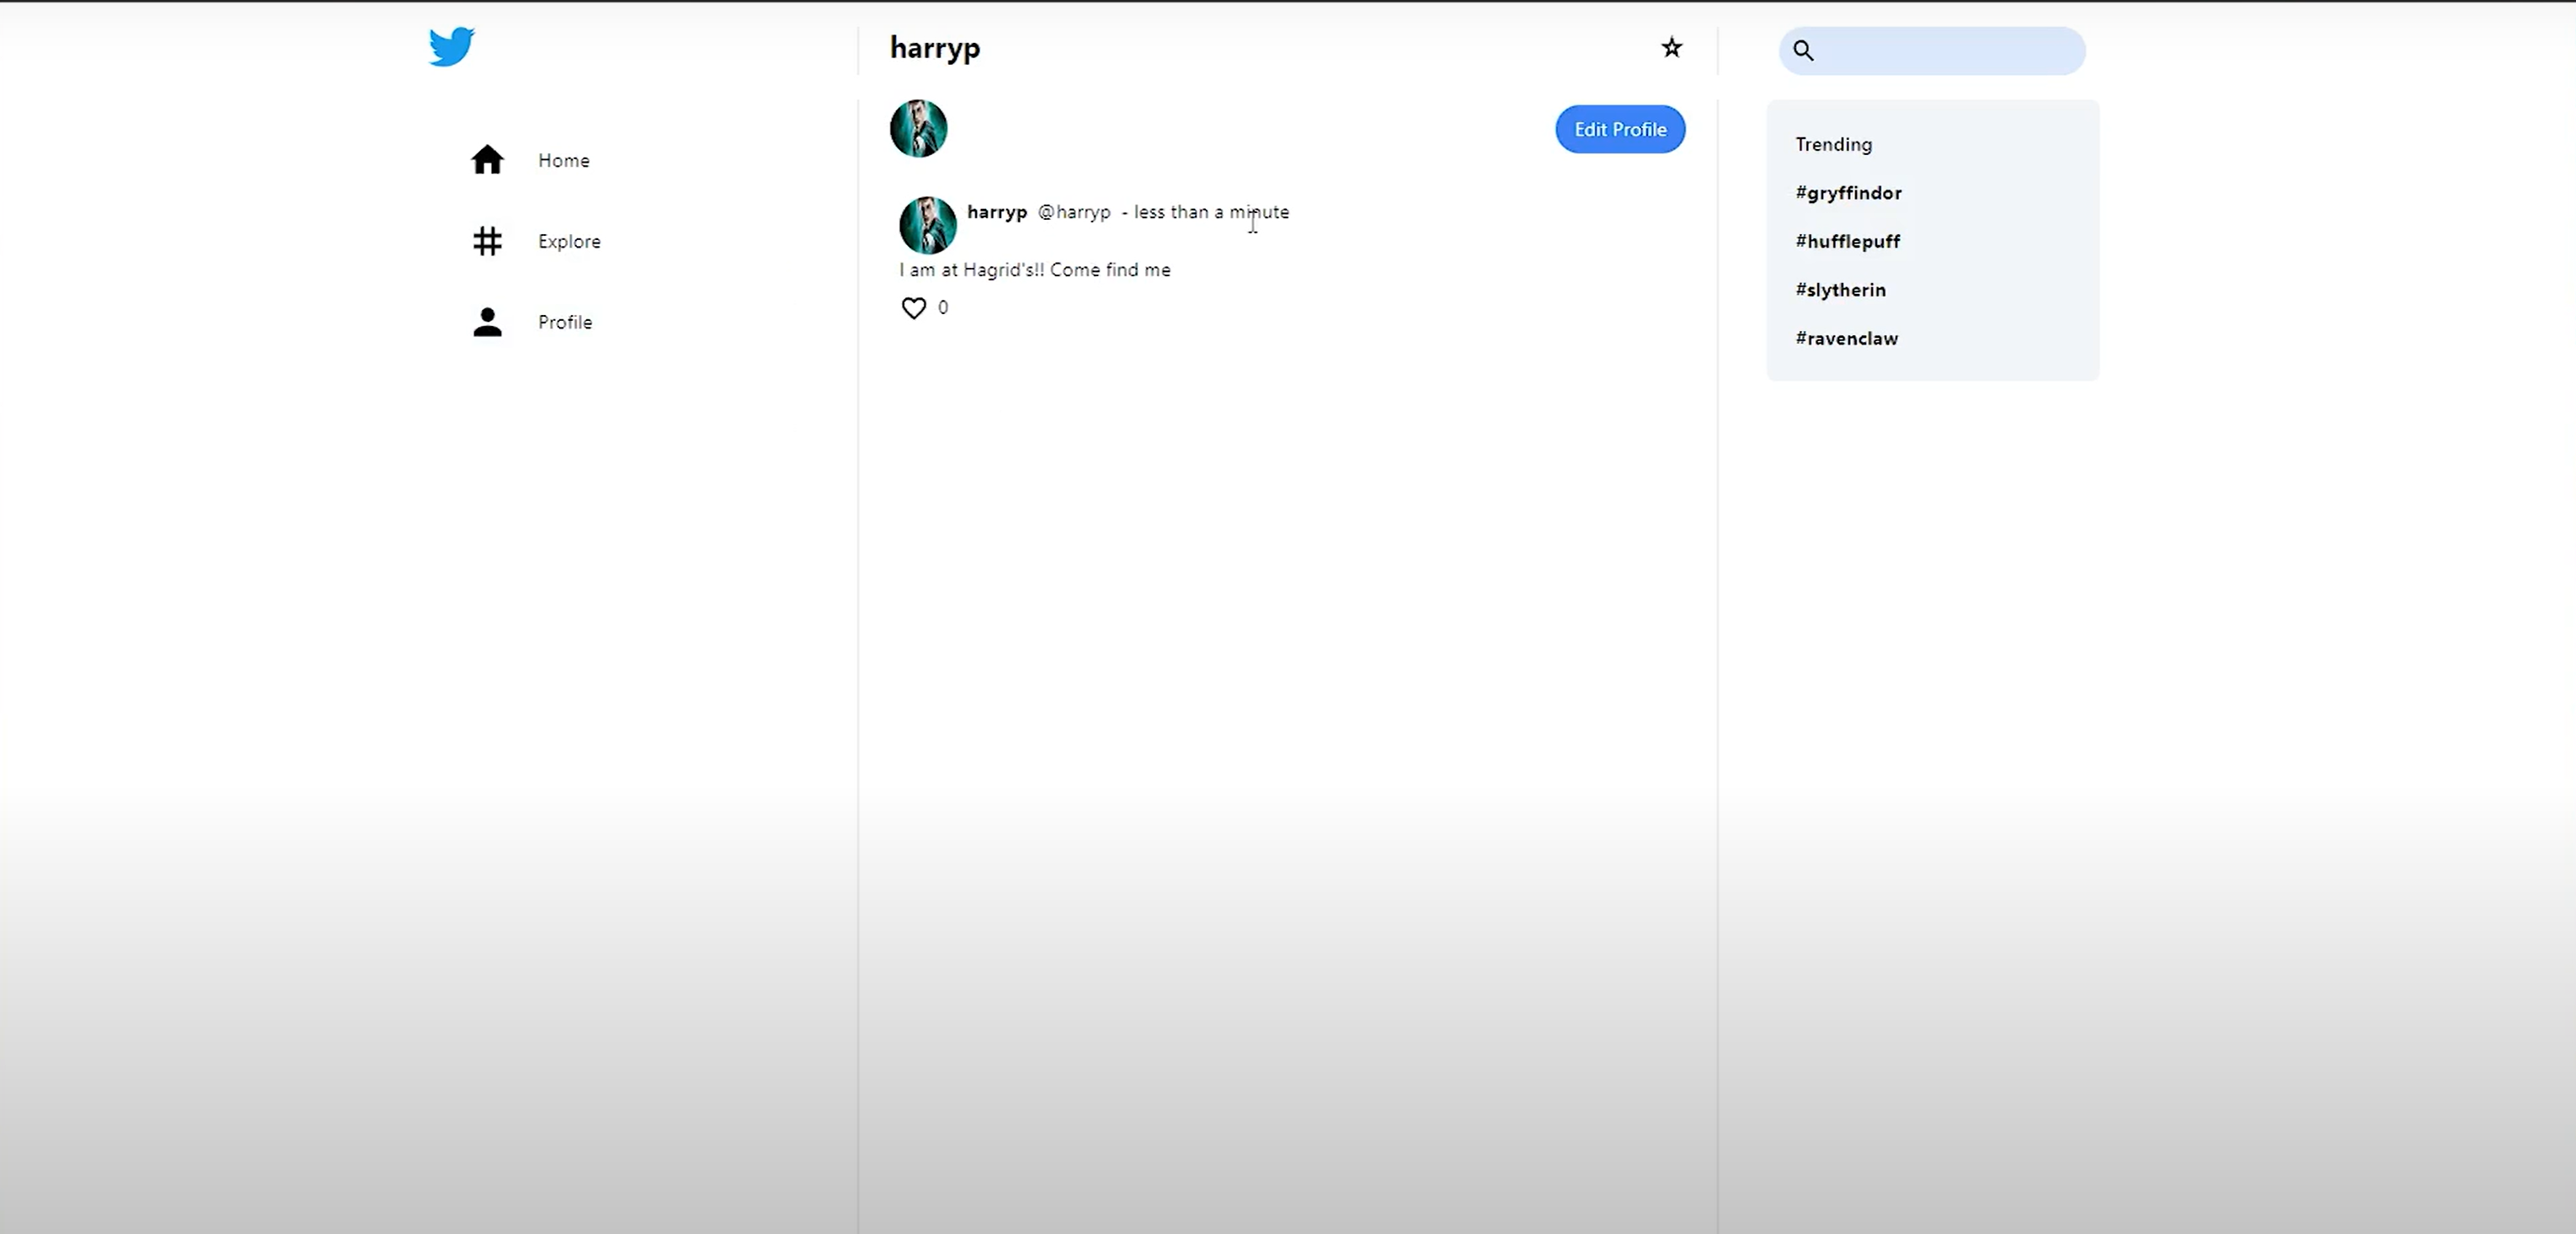 harryp
Home
Explore
Profile
Edit Profile
harryp @harryp - less than a minute
I am at Hagrid's!! Come find me
0
Trending
#gryffindor
#hufflepuff
#slytherin
#ravenclaw